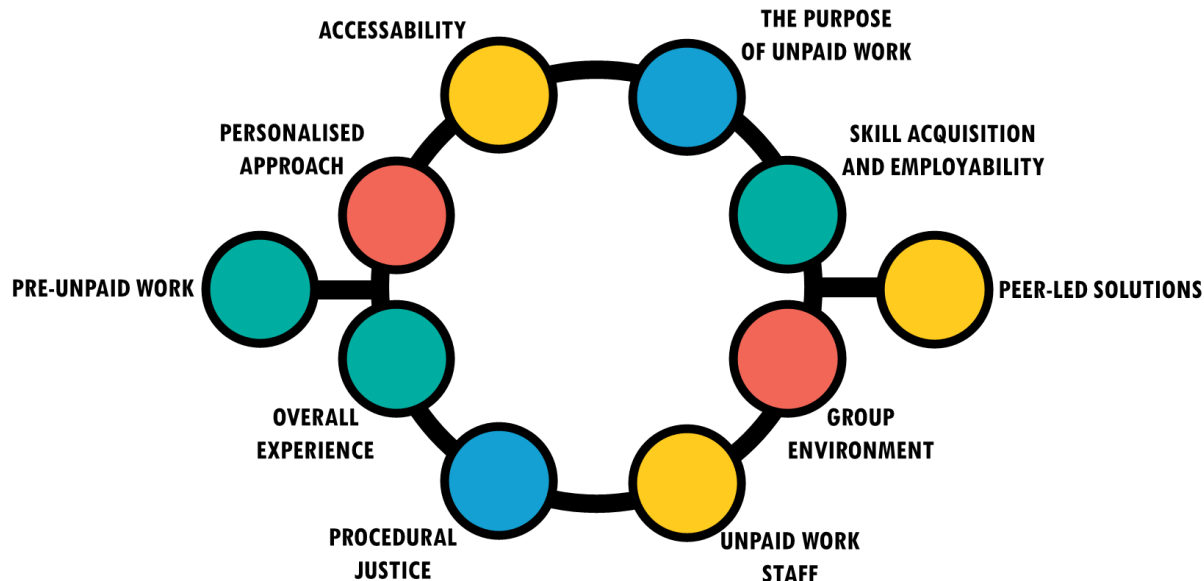 ACCESSABILITY
THE PURPOSE
OF UNPAID WORK
PERSONALISED
APPROACH
SKILL ACQUISITION
AND EMPLOYABILITY
PRE-UNPAID WORK
PEER-LED SOLUTIONS
OVERALL
EXPERIENCE
GROUP
ENVIRONMENT
PROCEDURAL
JUSTICE
UNPAID WORK
STAFF